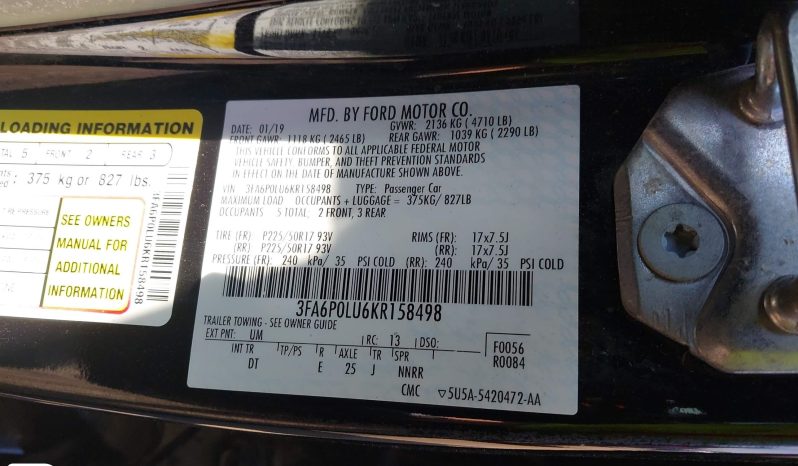 LOADING INFORMATION
TOTAL 5 FRONT 2 REAR 3
375 kg or 827 lbs.
TIRE PRESSURE
SEE OWNERS
MANUAL FOR
ADDITIONAL
INFORMATION
3FA6P0LU6KR158498
MFD. BY FORD MOTOR CO.
DATE: 01/19 GVWR: 2136 KG ( 4710 LB)
FRONT GAWR: 1118 KG ( 2465 LB) REAR GAWR: 1039 KG ( 2290 LB)
THIS VEHICLE CONFORMS TO ALL APPLICABLE FEDERAL MOTOR
VEHICLE SAFETY, BUMPER, AND THEFT PREVENTION STANDARDS
IN EFFECT ON THE DATE OF MANUFACTURE SHOWN ABOVE.
VIN: 3FA6P0LU6KR158498 TYPE: Passenger Car
MAXIMUM LOAD: OCCUPANTS + LUGGAGE = 375KG/ 827LB
OCCUPANTS 5 TOTAL: 2 FRONT, 3 REAR
TIRE (FR): P225/50R17 93V RIMS (FR): 17x7.5J
(RR) P225/50R17 93V (RR): 17x7.5J
PRESSURE (FR): 240 kPa/ 35 PSI COLD (RR): 240 kPa/ 35 PSI COLD
3FA6P0LU6KR158498
TRAILER TOWING - SEE OWNER GUIDE
EXT PNT: UM RC: 13 DSO: F0056
INT TR TP/PS R AXLE TR SPR R0084
DT E 25 J NNRR
CMC ▽5U5A-5420472-AA